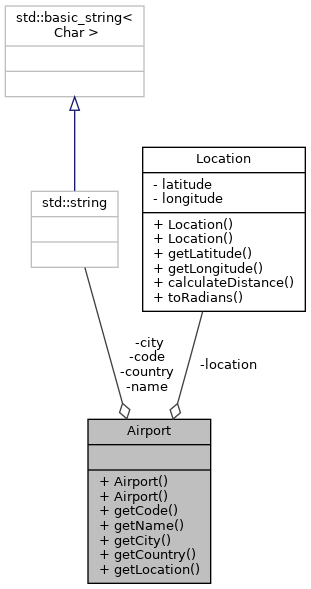 std::basic_string<
Char >
std::string
Location
- latitude
- longitude
+ Location()
+ Location()
+ getLatitude()
+ getLongitude()
+ calculateDistance()
+ toRadians()
-city
-code
-country
-name
-location
Airport
+ Airport()
+ Airport()
+ getCode()
+ getName()
+ getCity()
+ getCountry()
+ getLocation()